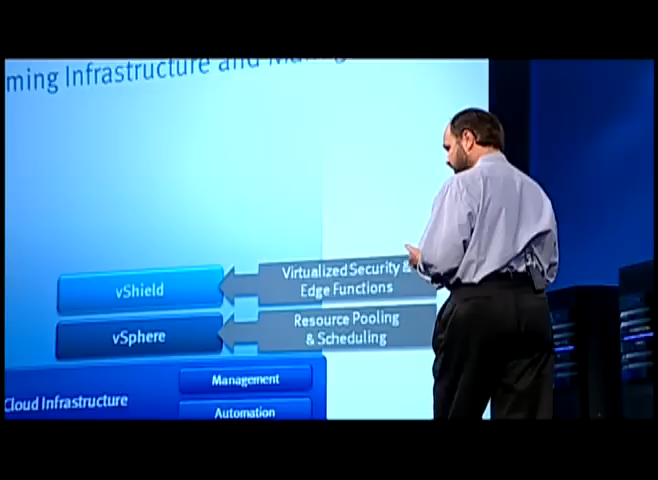 ming Infrastructure and
vShield
Virtualized Security &
Edge Functions
vSphere
Resource Pooling
& Scheduling
Cloud Infrastructure
Management
Automation